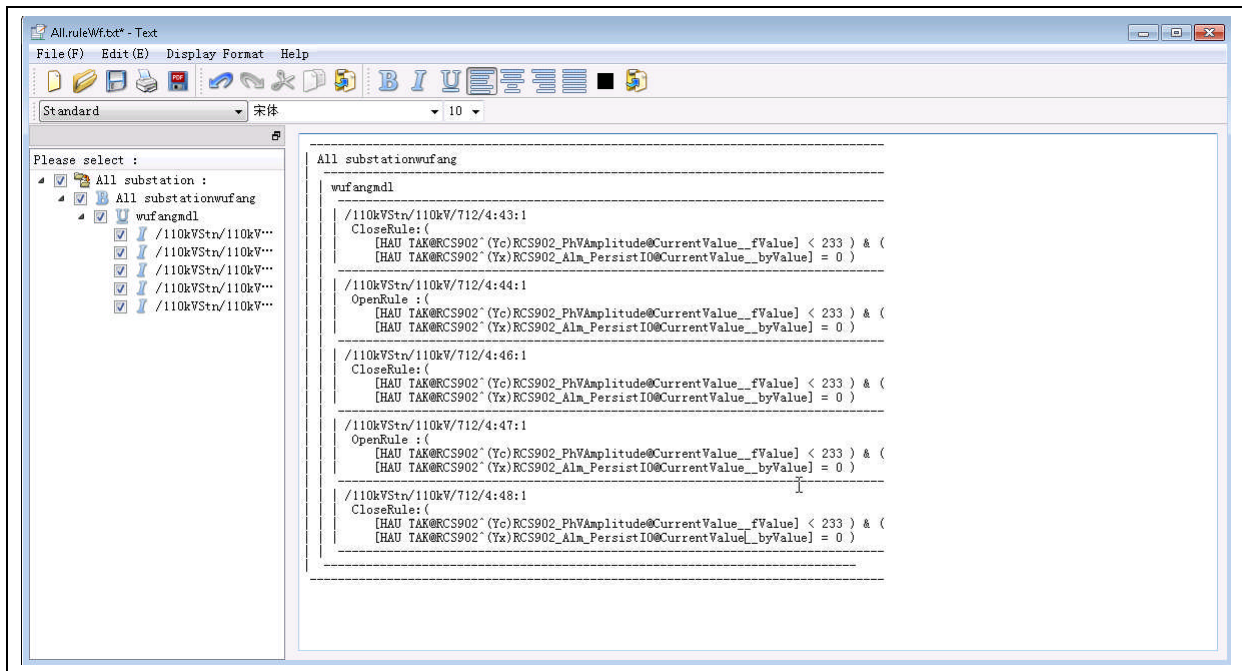 All.ruleWf.txt* - Text
File(F) Edit(E) Display Format Help
PDF
B I U
Standard 宋体 10
Please select :
All substation :
B All substationwufang
U wufangmdl
I /110kVStn/110kV...
I /110kVStn/110kV...
I /110kVStn/110kV...
I /110kVStn/110kV...
I /110kVStn/110kV...
All substationwufang
wufangmdl
/110kVStn/110kV/712/4:43:1
CloseRule:(
[HAU TAK@RCS902^(Yc)RCS902_PhVAmplitude@CurrentValue__fValue] < 233 ) & (
[HAU TAK@RCS902^(Yx)RCS902_Alm_PersistI0@CurrentValue__byValue] = 0 )
/110kVStn/110kV/712/4:44:1
OpenRule :(
[HAU TAK@RCS902^(Yc)RCS902_PhVAmplitude@CurrentValue__fValue] < 233 ) & (
[HAU TAK@RCS902^(Yx)RCS902_Alm_PersistI0@CurrentValue__byValue] = 0 )
/110kVStn/110kV/712/4:46:1
CloseRule:(
[HAU TAK@RCS902^(Yc)RCS902_PhVAmplitude@CurrentValue__fValue] < 233 ) & (
[HAU TAK@RCS902^(Yx)RCS902_Alm_PersistI0@CurrentValue__byValue] = 0 )
/110kVStn/110kV/712/4:47:1
OpenRule :(
[HAU TAK@RCS902^(Yc)RCS902_PhVAmplitude@CurrentValue__fValue] < 233 ) & (
[HAU TAK@RCS902^(Yx)RCS902_Alm_PersistI0@CurrentValue__byValue] = 0 )
/110kVStn/110kV/712/4:48:1
CloseRule:(
[HAU TAK@RCS902^(Yc)RCS902_PhVAmplitude@CurrentValue__fValue] < 233 ) & (
[HAU TAK@RCS902^(Yx)RCS902_Alm_PersistI0@CurrentValue__byValue] = 0 )